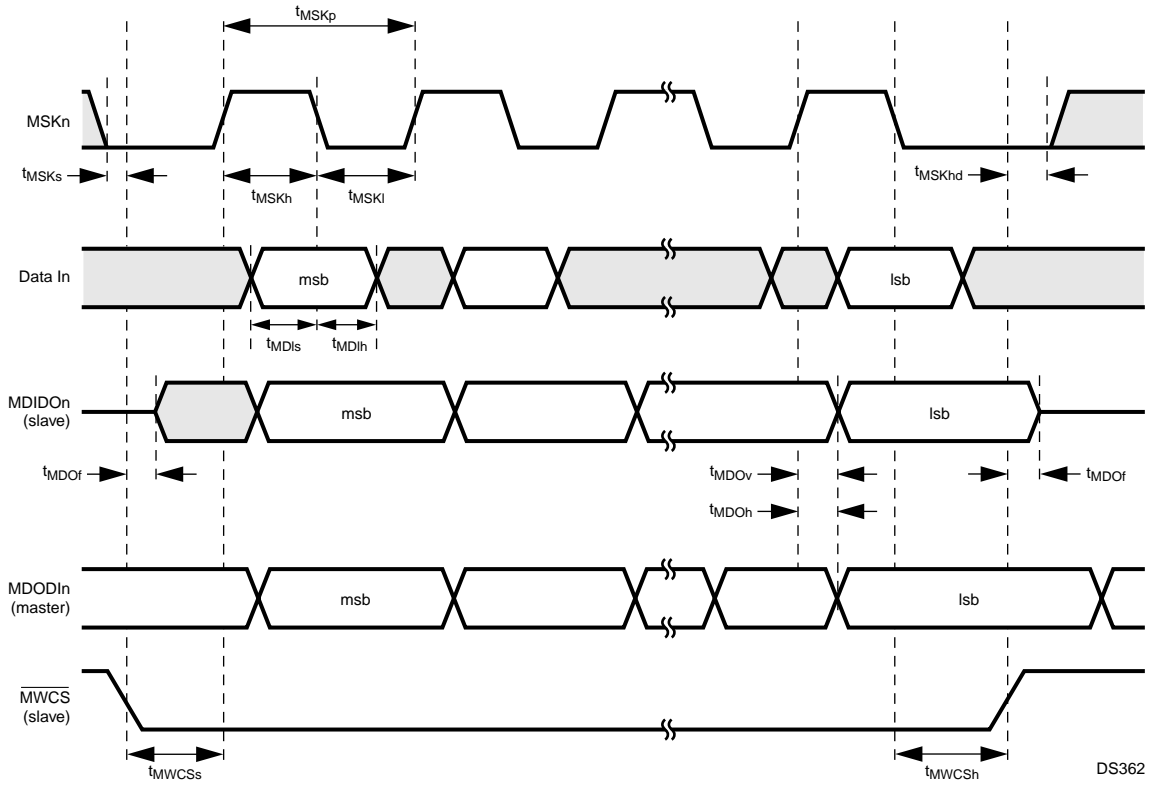 tMSKp
MSKn
tMSKs
tMSKh
tMSKl
tMSKhd
Data In
msb
lsb
tMDIs
tMDIh
MDIDOn
(slave)
msb
lsb
tMDOf
tMDOv
tMDOf
tMDOh
MDODIn
(master)
msb
lsb
MWCS
(slave)
tMWCSs
tMWCSh
DS362